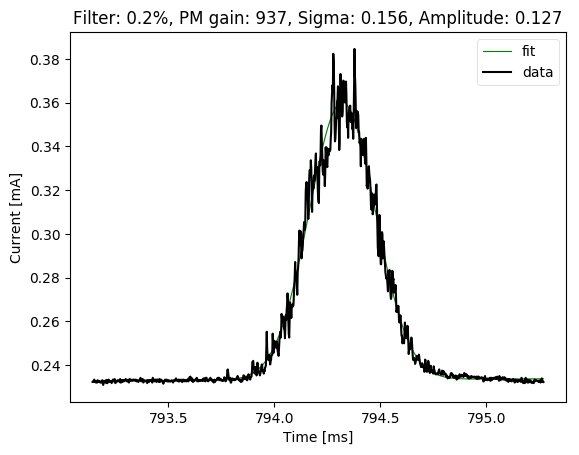 Filter: 0.2%, PM gain: 937, Sigma: 0.156, Amplitude: 0.127
fit
data
0.38
0.36
0.34
0.32
0.30
0.28
0.26
0.24
Current [mA]
793.5 794.0 794.5 795.0
Time [ms]